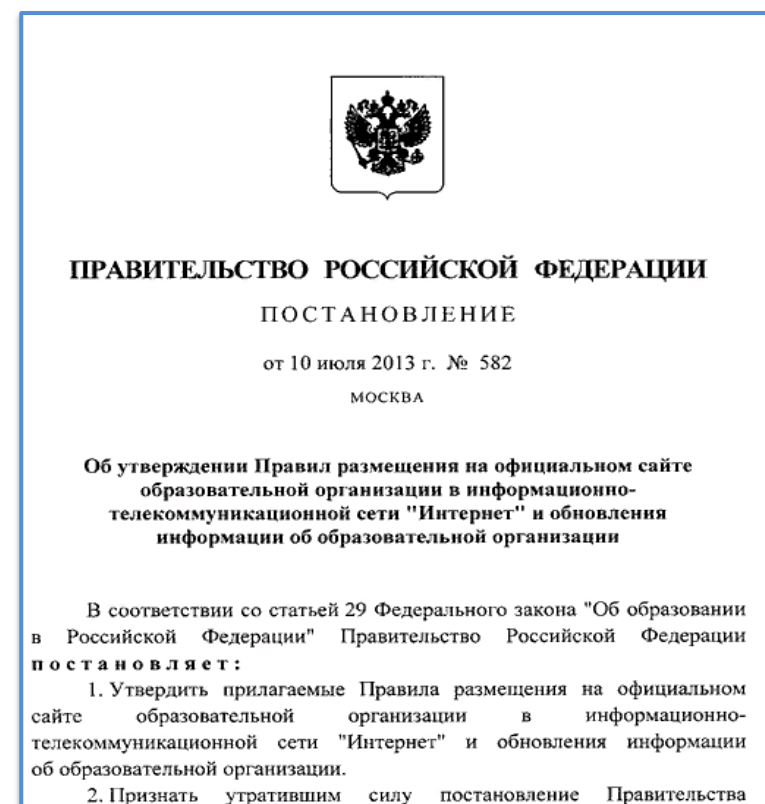 ПРАВИТЕЛЬСТВО РОССИЙСКОЙ ФЕДЕРАЦИИ
ПОСТАНОВЛЕНИЕ
от 10 июля 2013 г. № 582
МОСКВА
Об утверждении Правил размещения на официальном сайте
образовательной организации в информационно-
телекоммуникационной сети "Интернет" и обновления
информации об образовательной организации
В соответствии со статьей 29 Федерального закона "Об образовании
в Российской Федерации" Правительство Российской Федерации
постановляет:
1. Утвердить прилагаемые Правила размещения на официальном
сайте образовательной организации в информационно-
телекоммуникационной сети "Интернет" и обновления информации
об образовательной организации.
2. Признать утратившим силу постановление Правительства